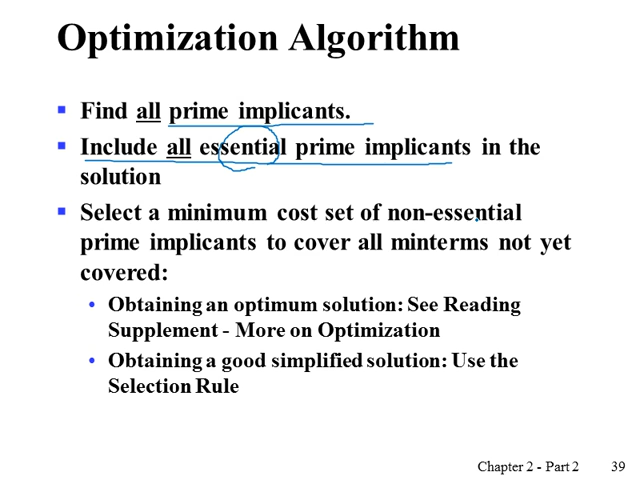 Optimization Algorithm
Find all prime implicants.
Include all essential prime implicants in the
solution
Select a minimum cost set of non-essential
prime implicants to cover all minterms not yet
covered:
Obtaining an optimum solution: See Reading
Supplement - More on Optimization
Obtaining a good simplified solution: Use the
Selection Rule
Chapter 2 - Part 2 39